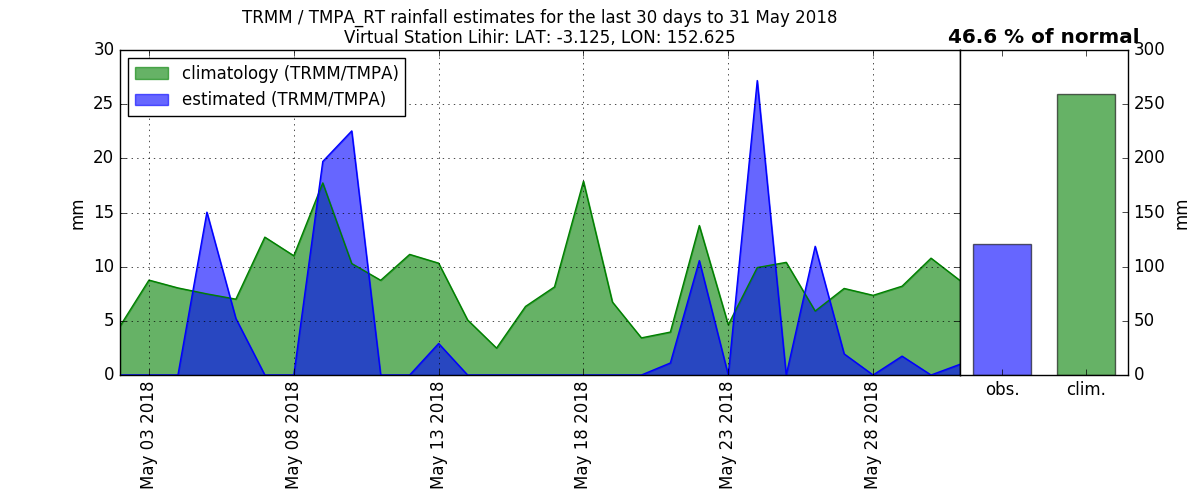 TRMM / TMPA_RT rainfall estimates for the last 30 days to 31 May 2018
Virtual Station Lihir: LAT: -3.125, LON: 152.625
46.6 % of normal
climatology (TRMM/TMPA)
estimated (TRMM/TMPA)
mm
30
25
20
15
10
5
0
May 03 2018
May 08 2018
May 13 2018
May 18 2018
May 23 2018
May 28 2018
obs.
clim.
300
250
200
150
100
50
0
mm